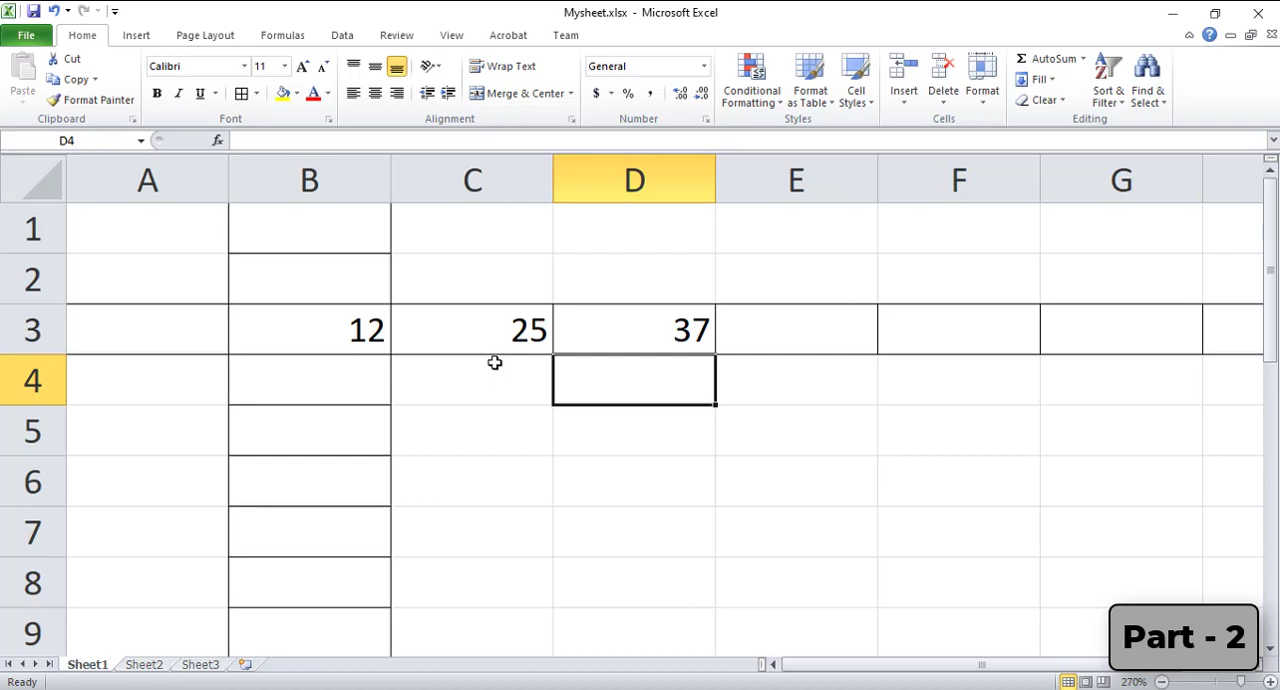 Mysheet.xlsx - Microsoft Excel
File Home Insert Page Layout Formulas Data Review View Acrobat Team
Paste Cut Copy Format Painter Clipboard
Calibri 11 A A B I U A Font
Wrap Text Merge & Center Alignment
General $ % , Number
Conditional Formatting Format as Table Cell Styles Styles
Insert Delete Format Cells
Σ AutoSum Fill Clear Sort & Filter Find & Select Editing
D4 fx
A B C D E F G
1
2
3 12 25 37
4
5
6
7
8
9
Part - 2
Sheet1 Sheet2 Sheet3
Ready 270%